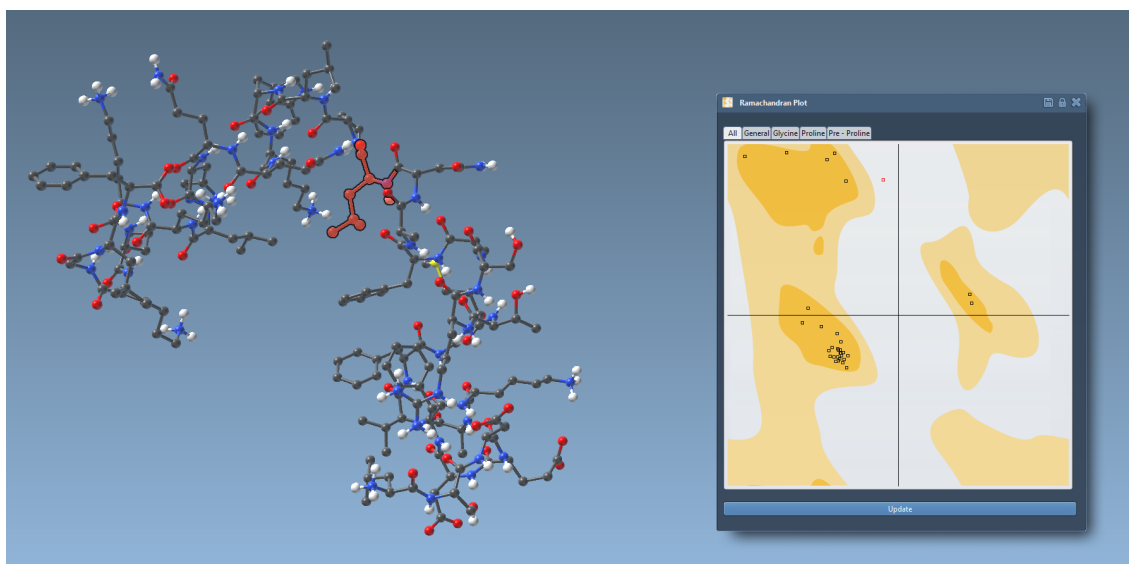 Ramachandran Plot
All General Glycine Proline Pre - Proline
Update